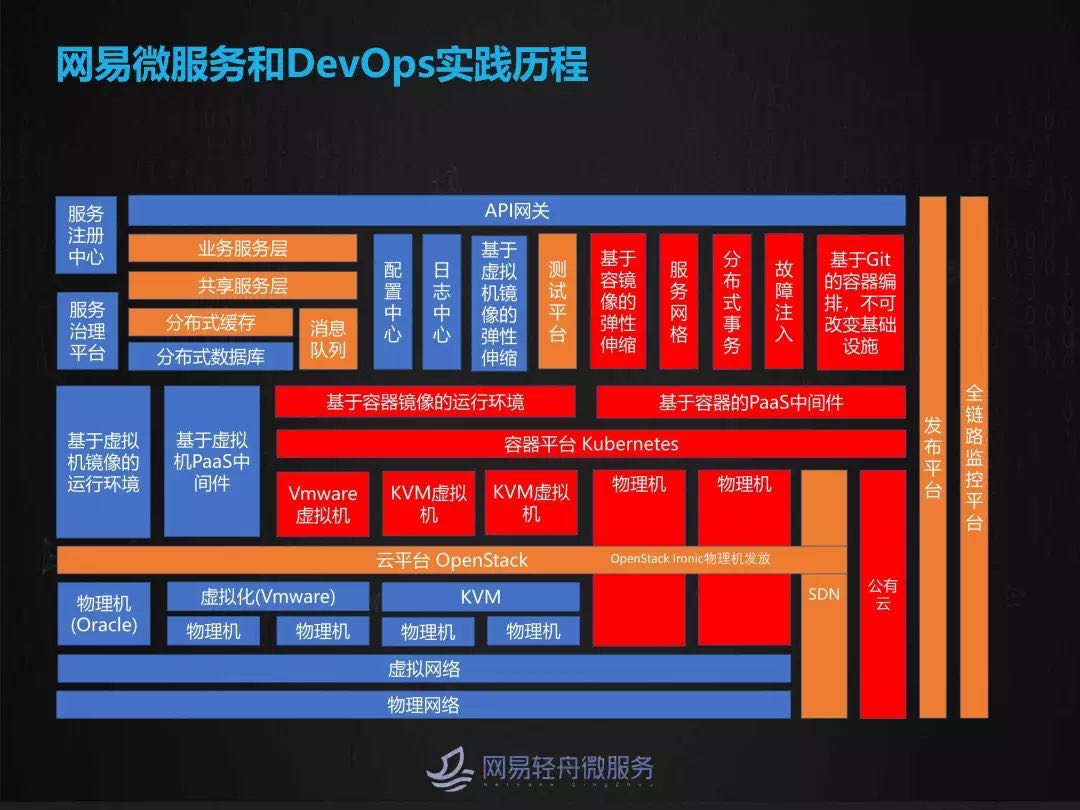 网易微服务和DevOps实践历程
服务
注册
中心
API网关
业务服务层
共享服务层
分布式缓存
分布式数据库
消息
队列
服务
治理
平台
配
置
中
心
日
志
中
心
基于
虚拟
机镜
像的
弹性
伸缩
测
试
平
台
基于
容镜
像的
弹性
伸缩
服
务
网
格
分
布
式
事
务
故
障
注
入
基于Git
的容器编
排，不可
改变基础
设施
基于虚拟
机镜像的
运行环境
基于虚拟
机PaaS中
间件
基于容器镜像的运行环境
基于容器的PaaS中间件
容器平台 Kubernetes
Vmware
虚拟机
KVM虚拟
机
KVM虚拟
机
物理机
物理机
云平台 OpenStack
OpenStack Ironic物理机发放
物理机
(Oracle)
虚拟化(Vmware)
KVM
物理机
物理机
物理机
物理机
SDN
公有
云
虚拟网络
物理网络
发
布
平
台
全
链
路
监
控
平
台
网易轻舟微服务
NetEase QingZhou